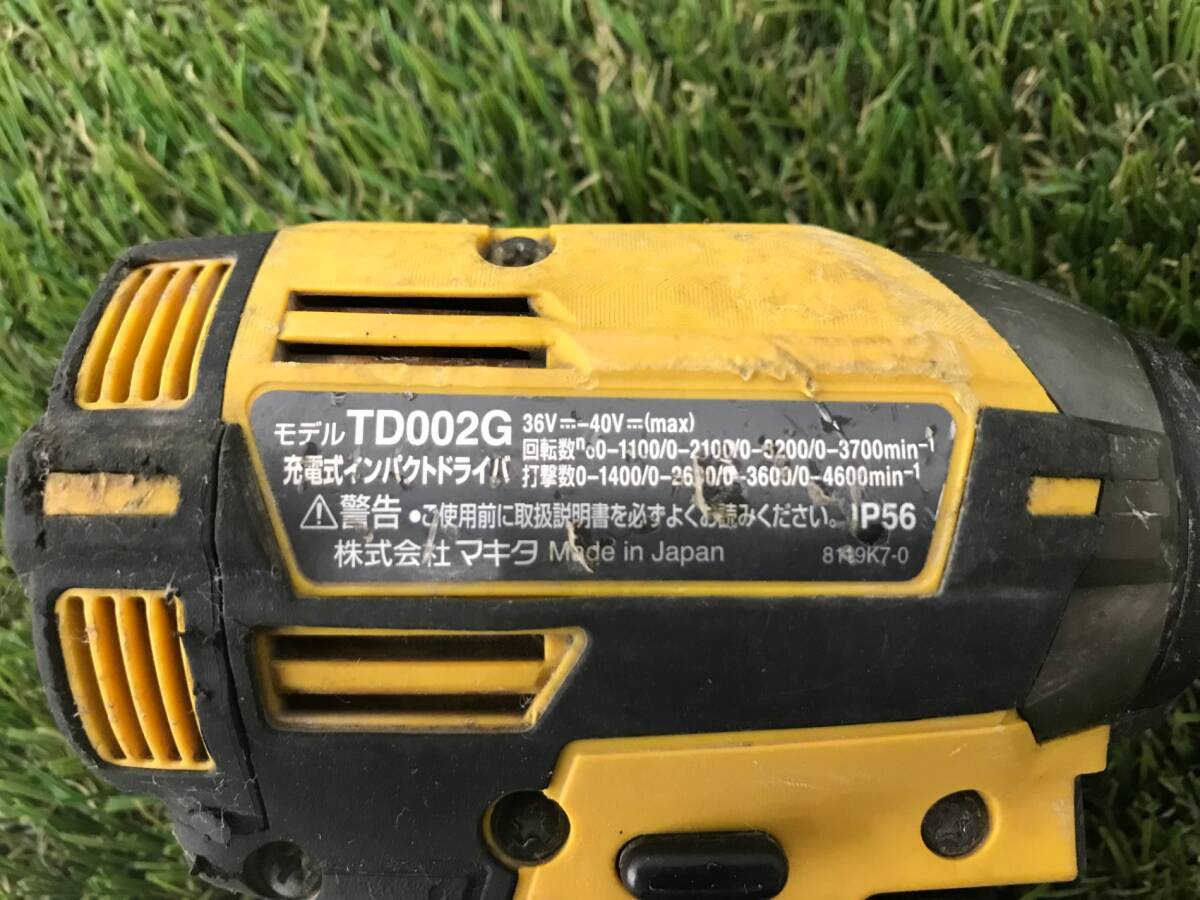 モデル TD002G 36V⎓-40V⎓(max)
回転数n₀0-1100/0-2100/0-3200/0-3700min⁻¹
充電式インパクトドライバ 打撃数0-1400/0-2600/0-3600/0-4600min⁻¹
⚠警告 ●ご使用前に取扱説明書を必ずよくお読みください。 IP56
株式会社 マキタ Made in Japan 8149K7-0